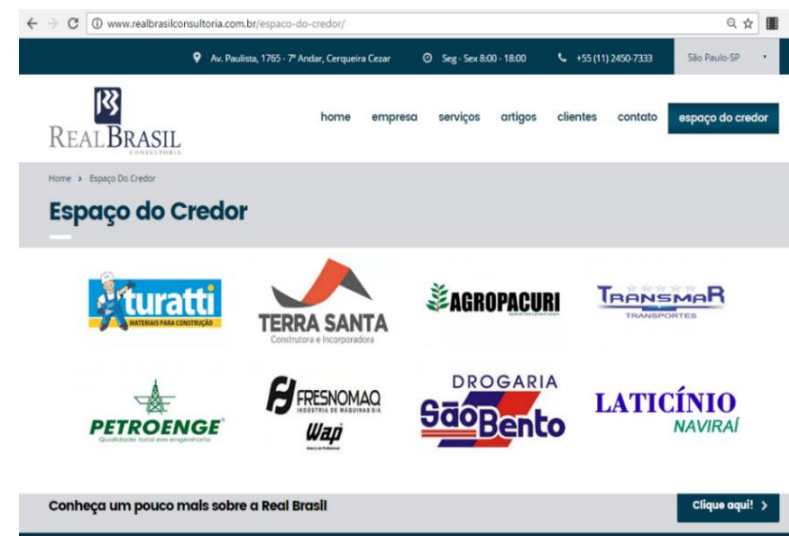 www.realbrasilconsultoria.com.br/espaco-do-credor/
Av. Paulista, 1765 - 7º Andar, Cerqueira Cezar
Seg - Sex 8:00 - 18:00
+55 (11) 2450-7333
São Paulo-SP
REALBRASIL
CONSULTORIA
home empresa serviços artigos clientes contato espaço do credor
Home > Espaço Do Credor
Espaço do Credor
turatti
MATERIAIS PARA CONSTRUÇÃO
TERRA SANTA
Construtora e Incorporadora
AGROPACURI
TRANSMAR
TRANSPORTES
PETROENGE
Qualidade total em engenharia
FRESNOMAQ
INDÚSTRIA DE MÁQUINAS S/A
Wap
DROGARIA
São Bento
LATICÍNIO
NAVIRAÍ
Conheça um pouco mais sobre a Real Brasil
Clique aqui! >